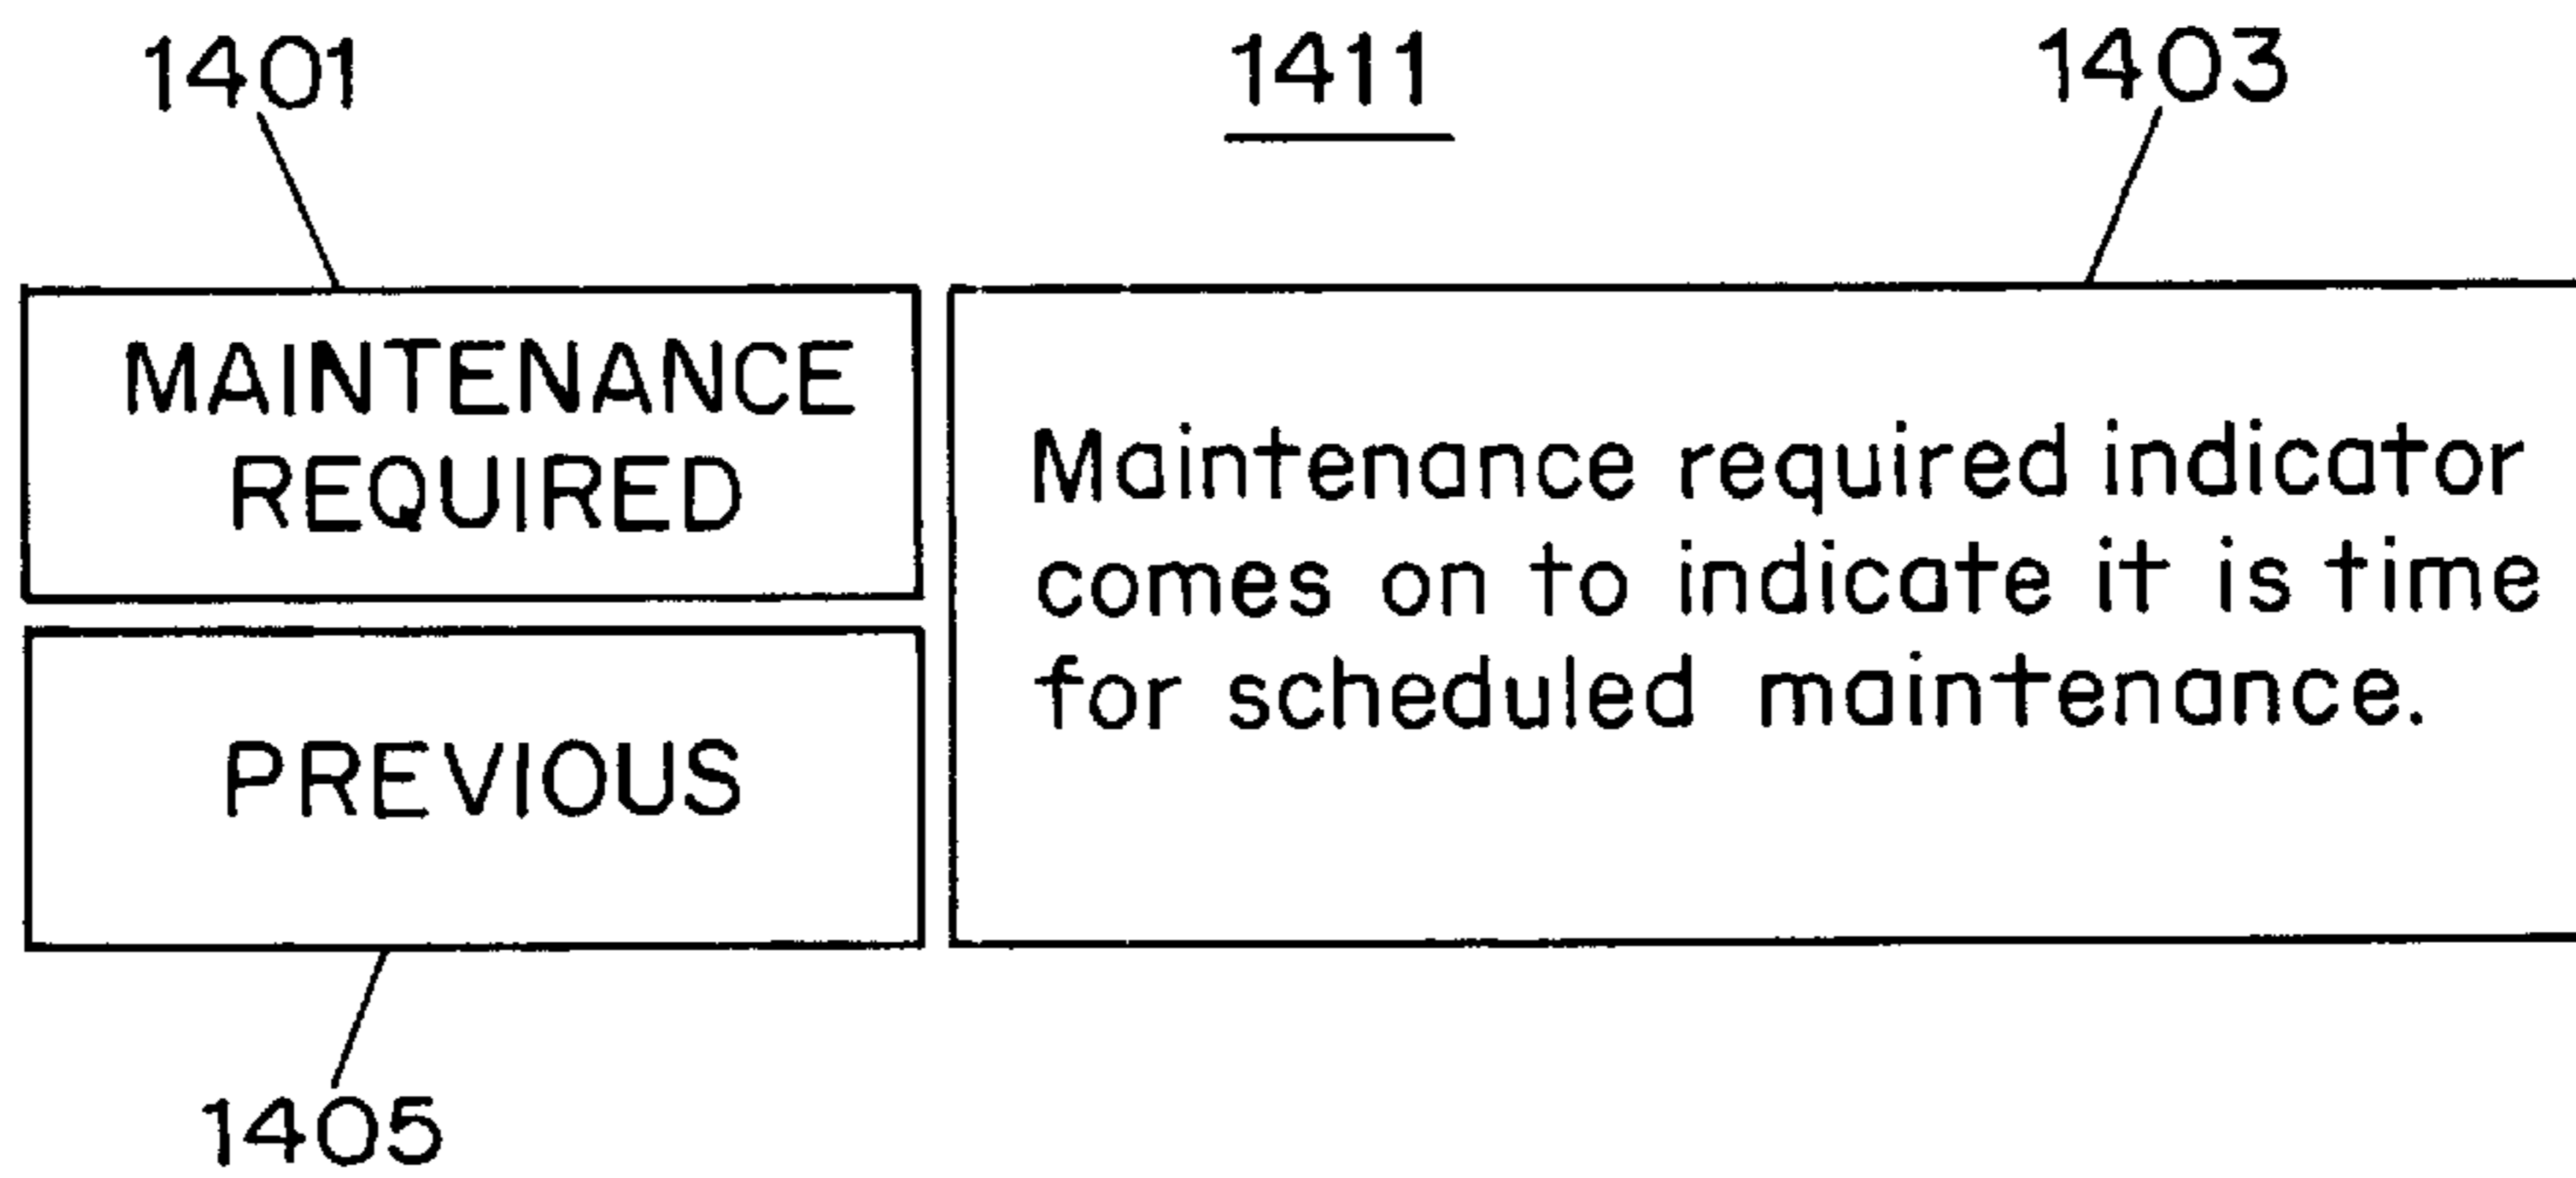 1401
1411
1403
MAINTENANCE
REQUIRED
Maintenance required indicator
comes on to indicate it is time
for scheduled maintenance.
PREVIOUS
1405